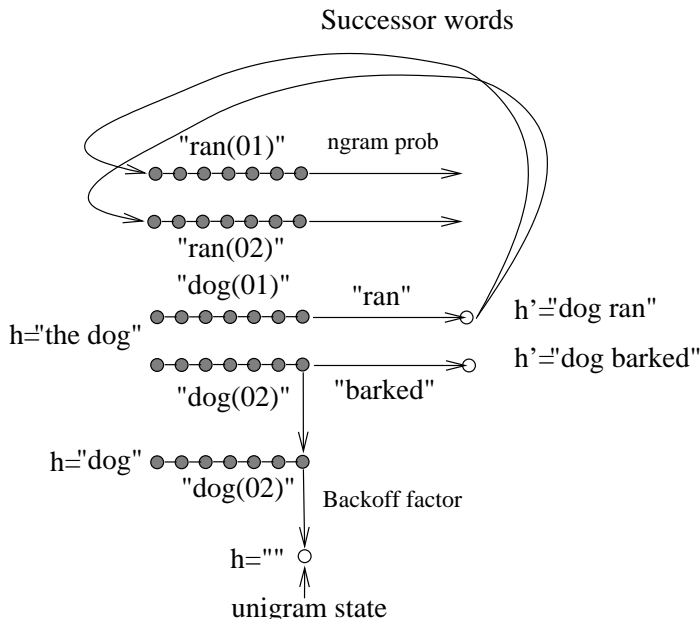 Successor words
"ran(01)"
ngram prob
"ran(02)"
"dog(01)"
"ran"
h’="dog ran"
h="the dog"
h’="dog barked"
"dog(02)"
"barked"
h="dog"
"dog(02)"
Backoff factor
h=""
unigram state